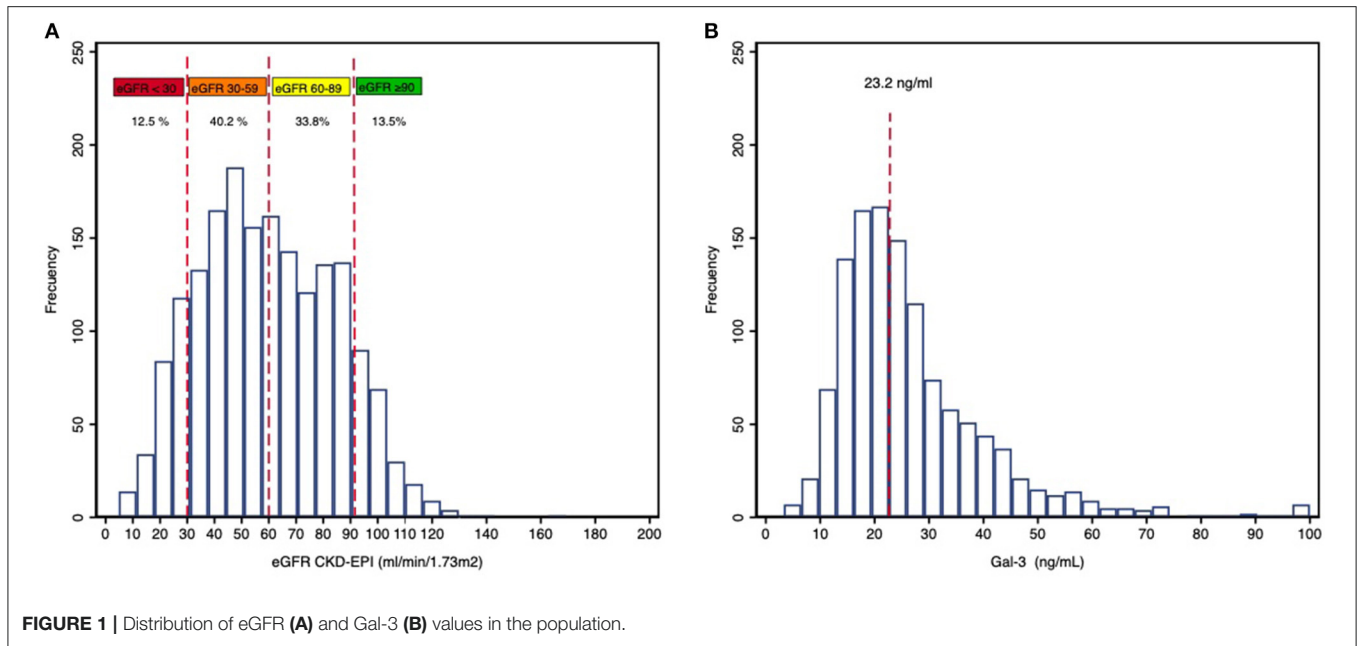 A
250
200
150
100
50
0
Frecuency
eGFR < 30 eGFR 30-59 eGFR 60-89 eGFR ≥90
12.5 % 40.2 % 33.8% 13.5%
0 10 20 30 40 50 60 70 80 90 100 110 120 130 140 150 160 170 180 190 200
eGFR CKD-EPI (ml/min/1.73m2)
B
250
200
150
100
50
0
Frecuency
23.2 ng/ml
0 10 20 30 40 50 60 70 80 90 100
Gal-3 (ng/mL)
FIGURE 1 | Distribution of eGFR (A) and Gal-3 (B) values in the population.